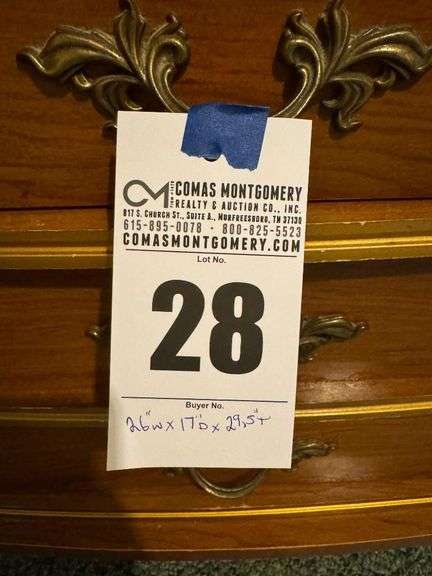 CM
COMAS MONTGOMERY
REALTY & AUCTION CO., INC.
817 S. CHURCH ST., SUITE A., MURFREESBORO, TN 37130
615-895-0078 • 800-825-5523
COMASMONTGOMERY.COM
Lot No.
28
Buyer No.
26"W x 17"D x 29.5"T